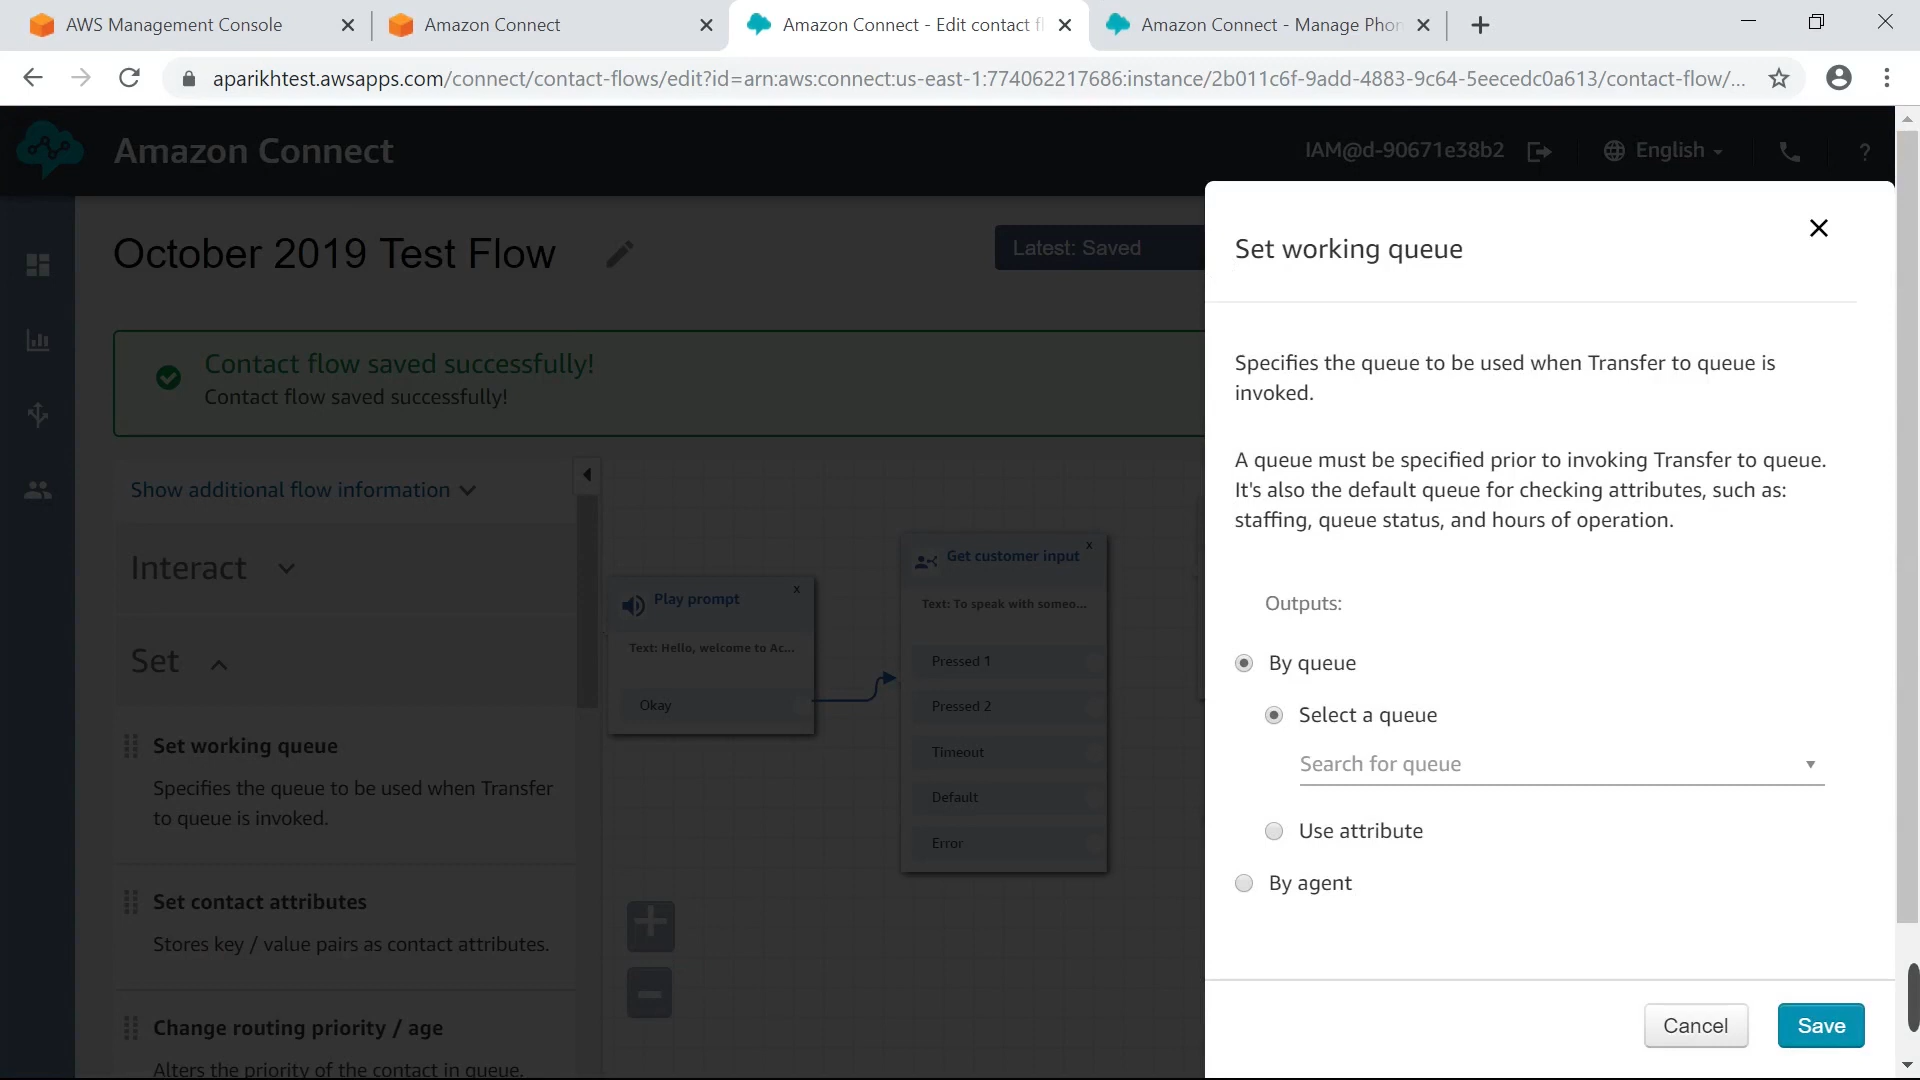 AWS Management Console
Amazon Connect
Amazon Connect - Edit contact fl
Amazon Connect - Manage Phon
aparikhtest.awsapps.com/connect/contact-flows/edit?id=arn:aws:connect:us-east-1:774062217686:instance/2b011c6f-9add-4883-9c64-5eecedc0a613/contact-flow/...
Amazon Connect
IAM@d-90671e38b2
English
?
October 2019 Test Flow
Latest: Saved
Contact flow saved successfully!
Contact flow saved successfully!
Show additional flow information
Interact
Set
Set working queue
Specifies the queue to be used when Transfer
to queue is invoked.
Set contact attributes
Stores key / value pairs as contact attributes.
Change routing priority / age
Alters the priority of the contact in queue.
Play prompt
x
Text: Hello, welcome to Ac...
Okay
Get customer input
x
Text: To speak with someo...
Pressed 1
Pressed 2
Timeout
Default
Error
Set working queue
Specifies the queue to be used when Transfer to queue is
invoked.
A queue must be specified prior to invoking Transfer to queue.
It's also the default queue for checking attributes, such as:
staffing, queue status, and hours of operation.
Outputs:
By queue
Select a queue
Search for queue
Use attribute
By agent
Cancel
Save